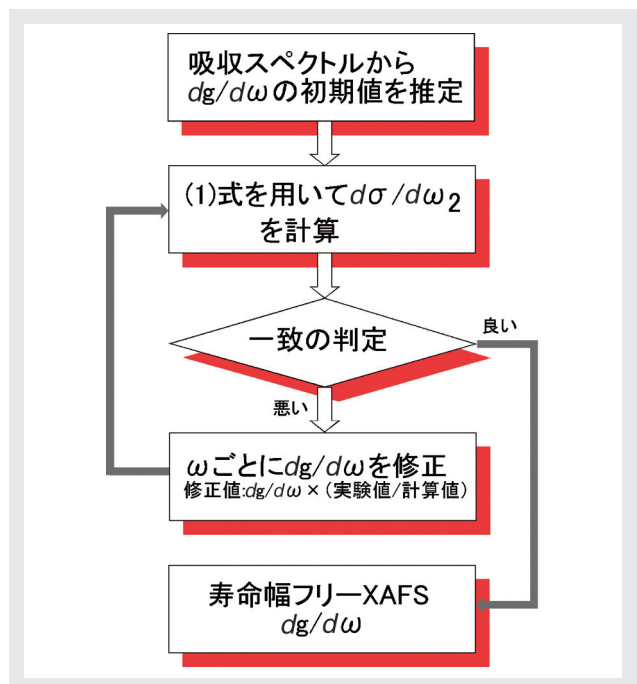 吸収スペクトルから
dg/dωの初期値を推定
(1)式を用いてdσ/dω₂
を計算
一致の判定
良い
悪い
ωごとにdg/dωを修正
修正値:dg/dω×(実験値/計算値)
寿命幅フリーXAFS
dg/dω